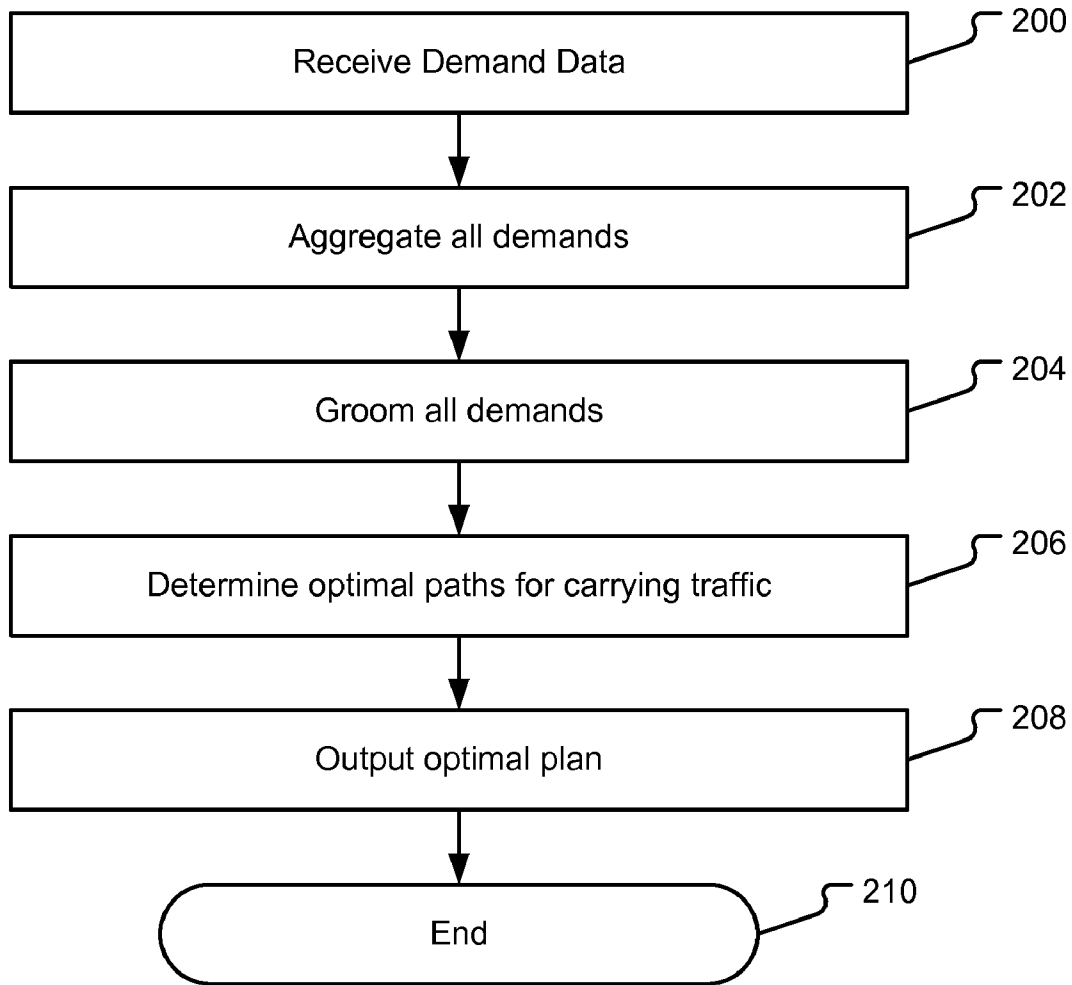 200
Receive Demand Data
202
Aggregate all demands
204
Groom all demands
206
Determine optimal paths for carrying traffic
208
Output optimal plan
210
End